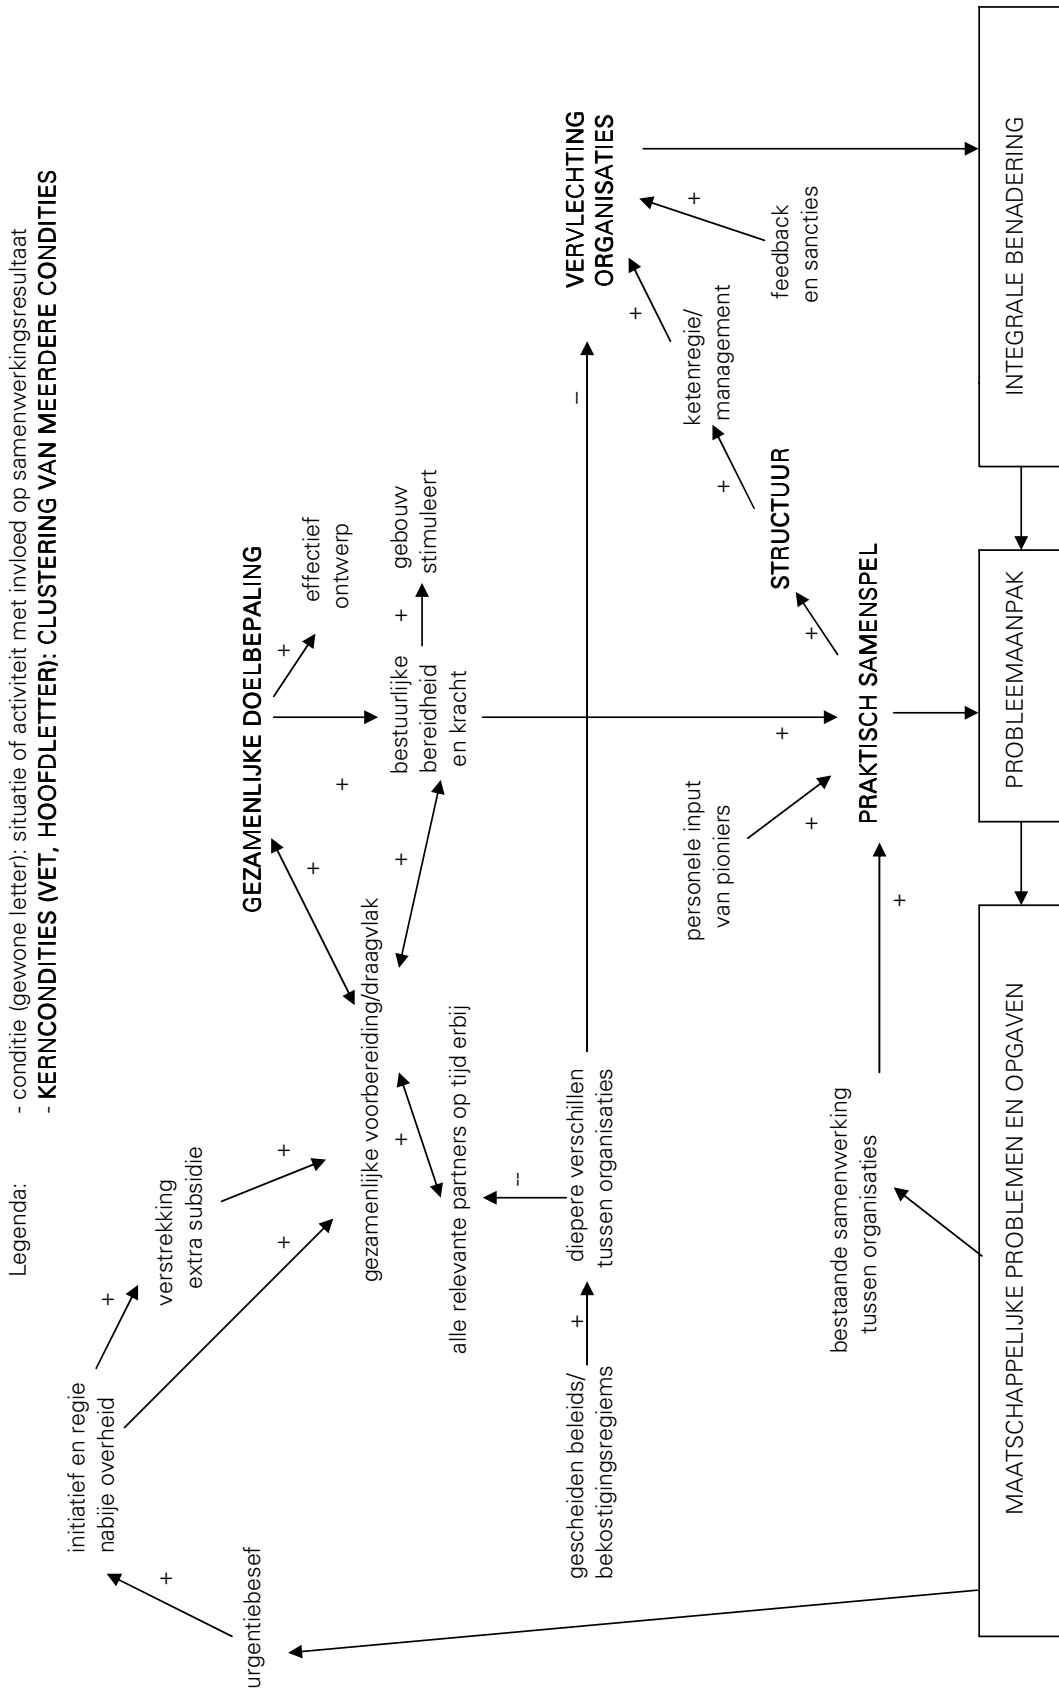 Legenda:
- conditie (gewone letter): situatie of activiteit met invloed op samenwerkingsresultaat
- KERNCONDITIES (VET, HOOFDLETTER): CLUSTERING VAN MEERDERE CONDITIES
initiatief en regie
nabije overheid
+
+
verstrekking
extra subsidie
+
+
urgentiebesef
GEZAMENLIJKE DOELBEPALING
+
effectief
ontwerp
+
+
gezamenlijke voorbereiding/draagvlak
+
bestuurlijke
bereidheid
en kracht
+
gebouw
stimuleert
+
alle relevante partners op tijd erbij
--
gescheiden beleids/
bekostigingsregiems
+
diepere verschillen
tussen organisaties
–
VERVLECHTING
ORGANISATIES
+
ketenregie/
management
+
feedback
en sancties
+
STRUCTUUR
+
personele input
van pioniers
+
+
PRAKTISCH SAMENSPEL
bestaande samenwerking
tussen organisaties
+
MAATSCHAPPELIJKE PROBLEMEN EN OPGAVEN
PROBLEEMAANPAK
INTEGRALE BENADERING